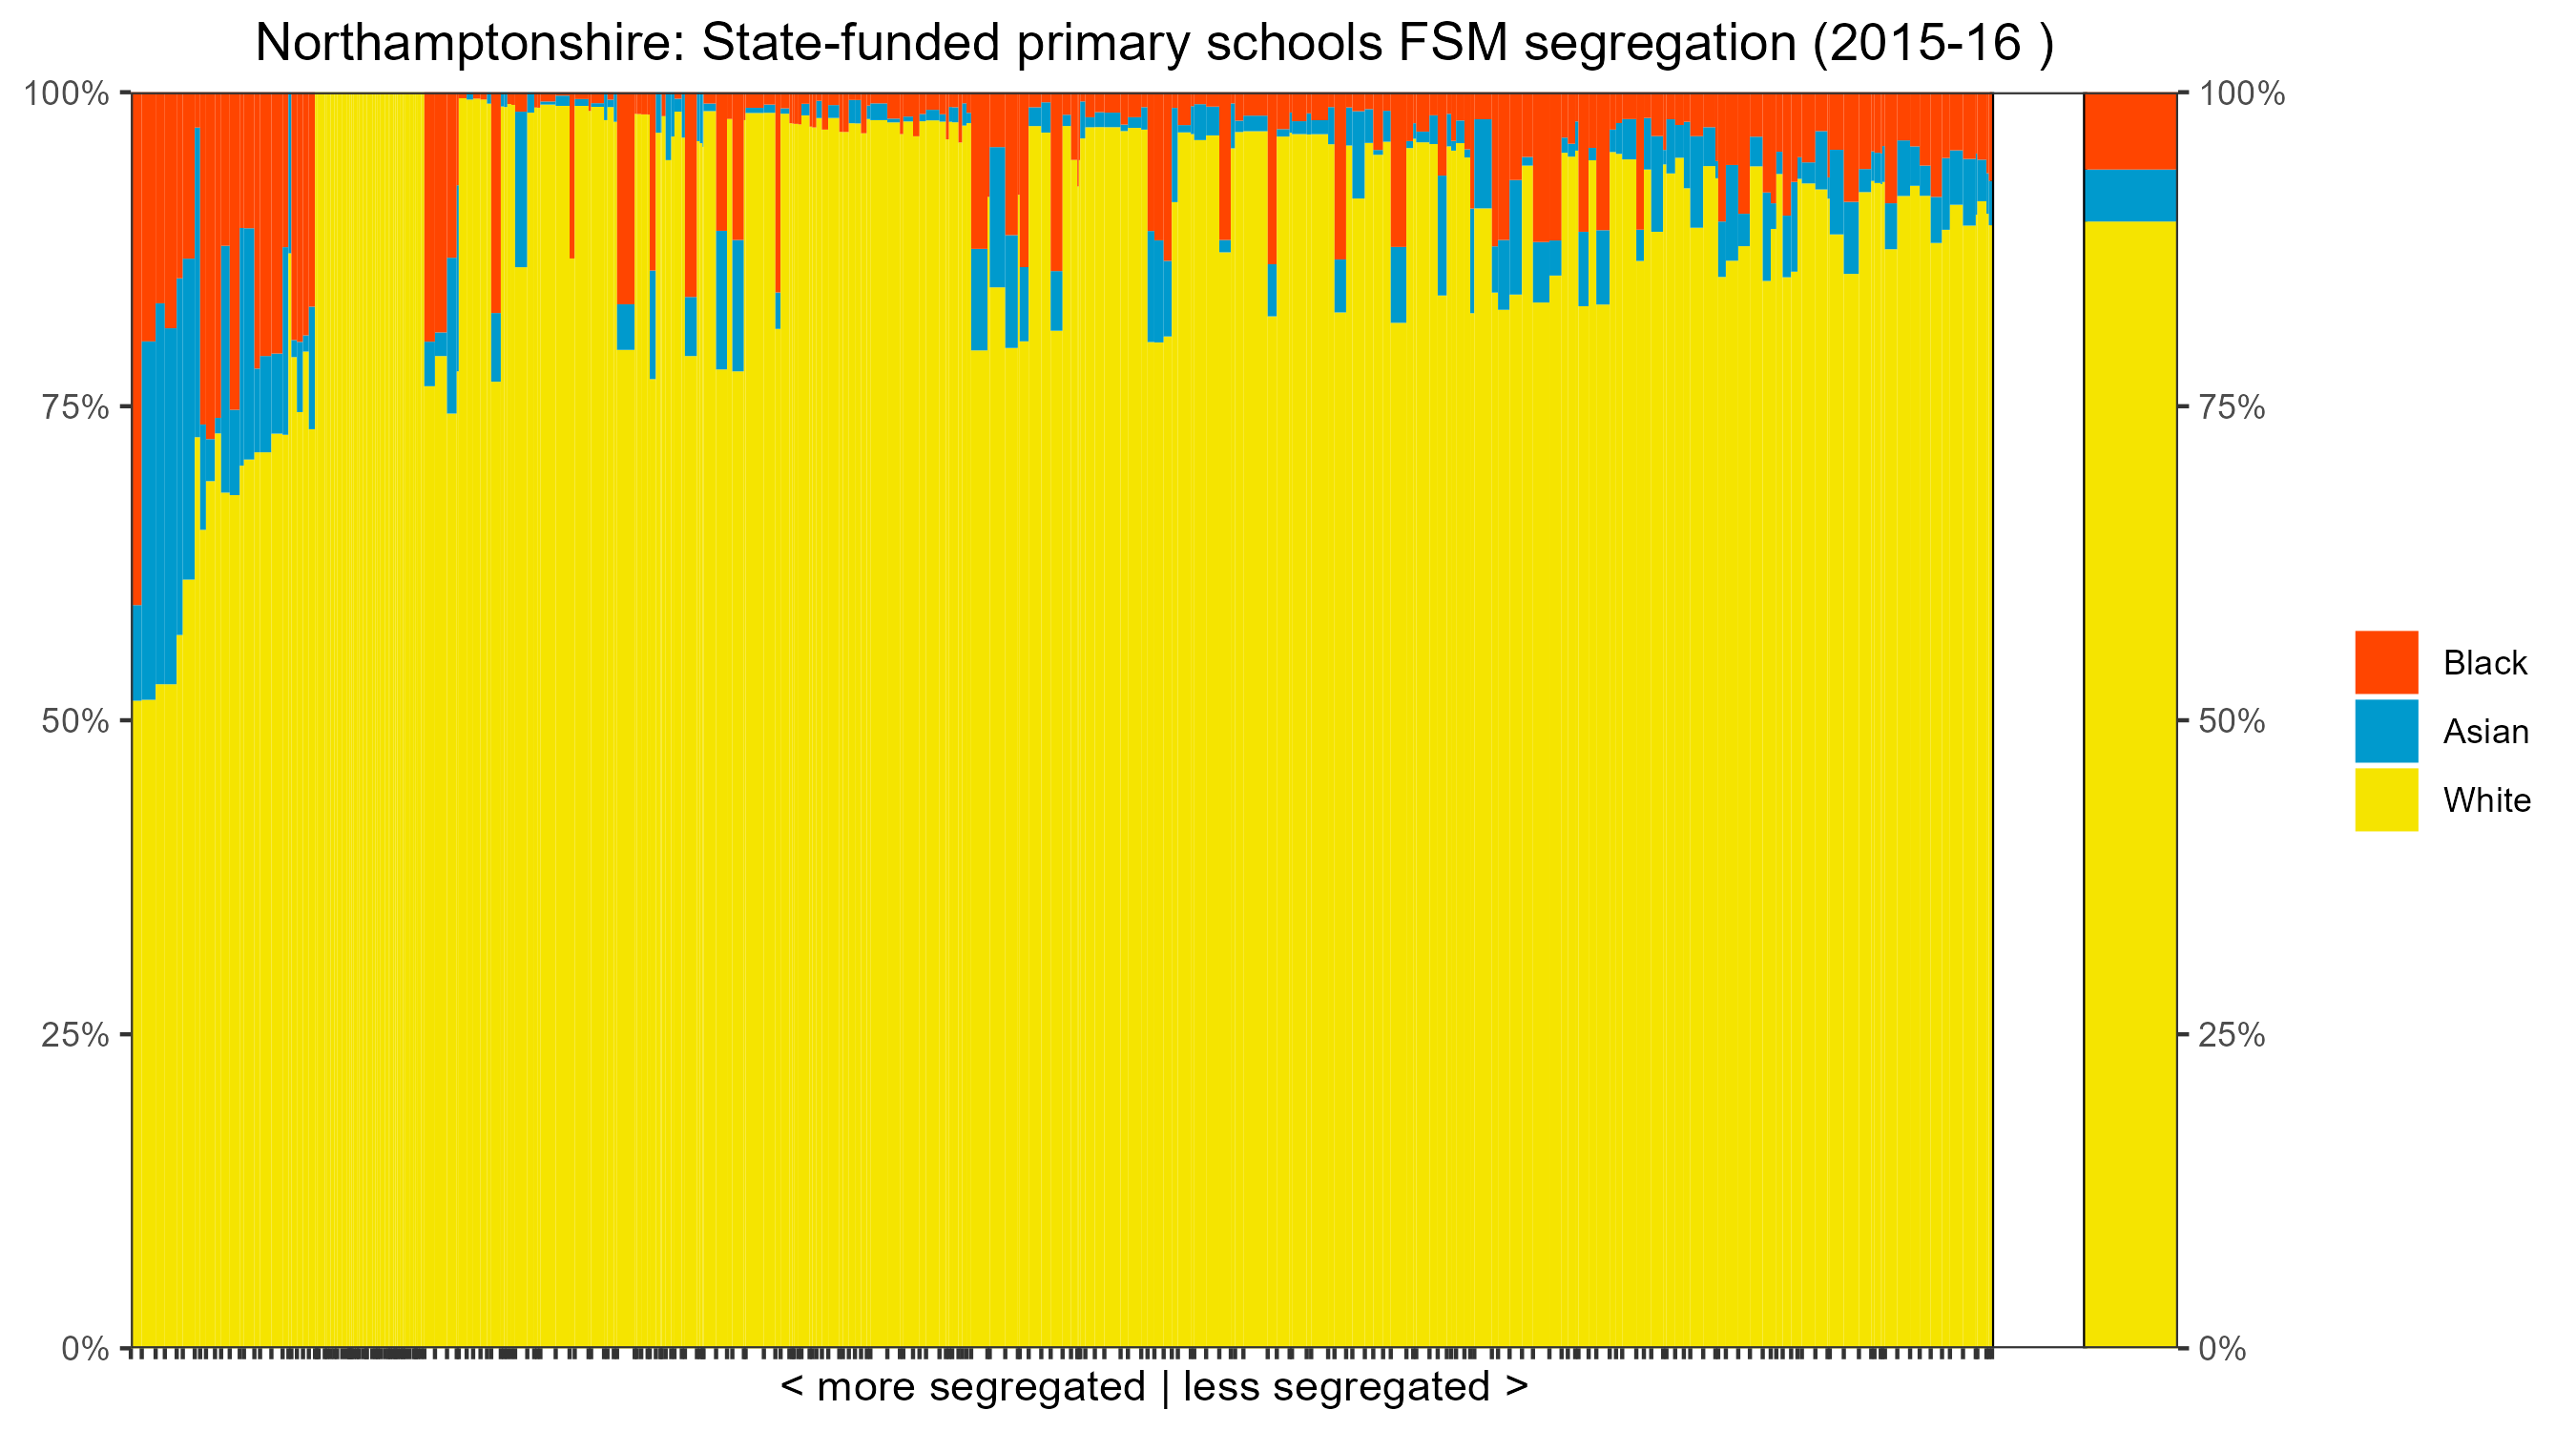 Northamptonshire: State-funded primary schools FSM segregation (2015-16 )
100%
75%
50%
25%
0%
100%
75%
50%
25%
0%
Black
Asian
White
< more segregated | less segregated >